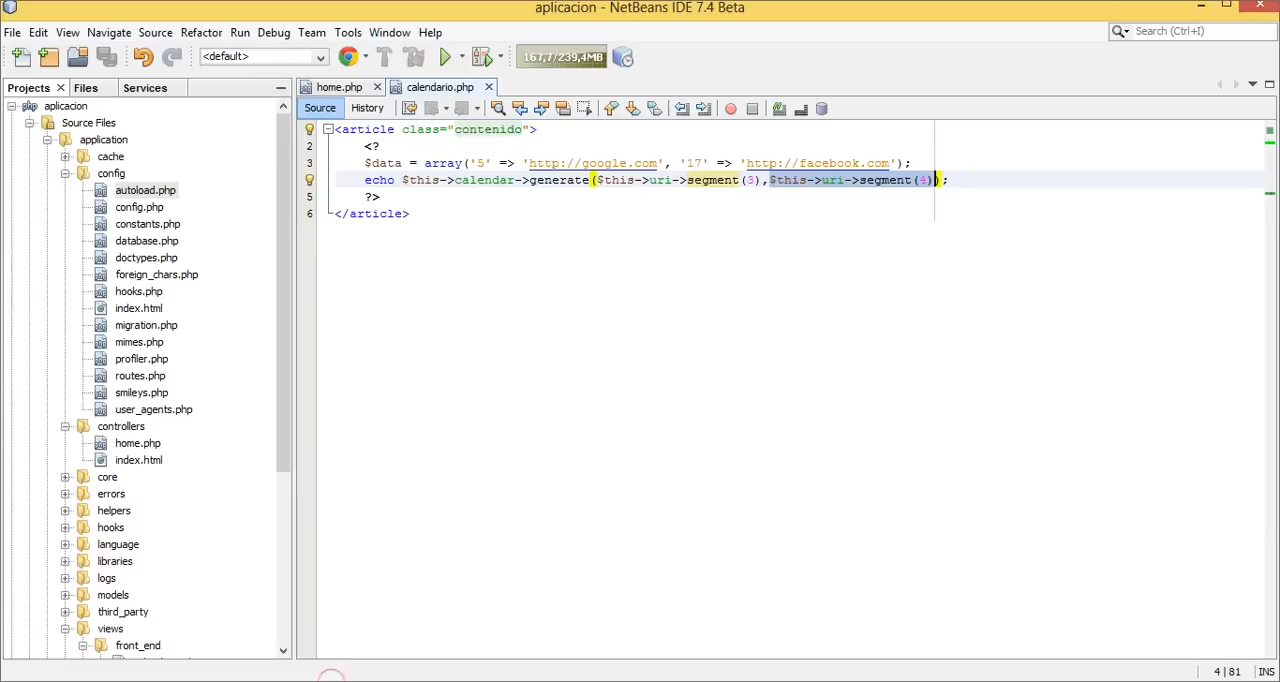 aplicacion - NetBeans IDE 7.4 Beta
File Edit View Navigate Source Refactor Run Debug Team Tools Window Help
Search (Ctrl+I)
<default>
167,7/239,4MB
Projects Files Services
home.php calendario.php
Source History
aplicacion
Source Files
application
cache
config
autoload.php
config.php
constants.php
database.php
doctypes.php
foreign_chars.php
hooks.php
index.html
migration.php
mimes.php
profiler.php
routes.php
smileys.php
user_agents.php
controllers
home.php
index.html
core
errors
helpers
hooks
language
libraries
logs
models
third_party
views
front_end
<article class="contenido">
2 <?
3 $data = array('5' => 'http://google.com', '17' => 'http://facebook.com');
echo $this->calendar->generate($this->uri->segment(3),$this->uri->segment(4));
5 ?>
6 </article>
4|81 INS